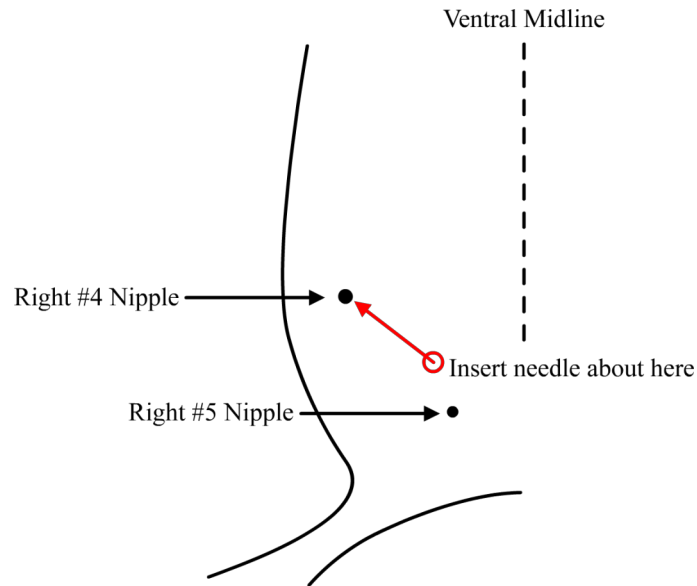 Ventral Midline
Right #4 Nipple
Insert needle about here
Right #5 Nipple